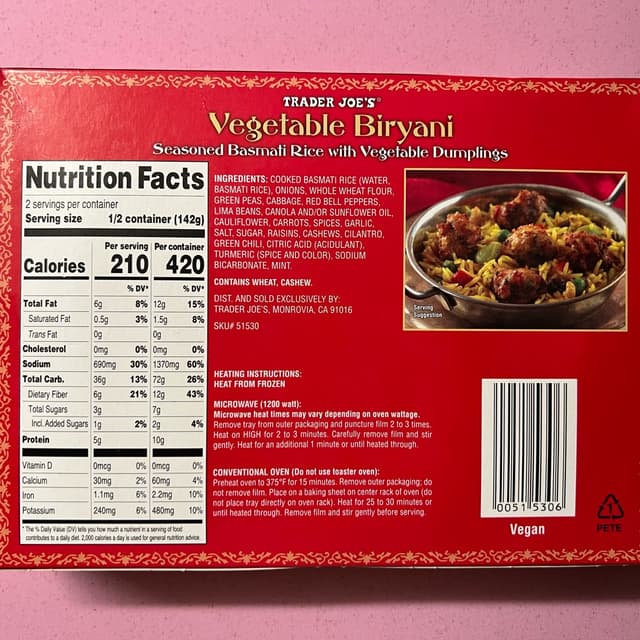 TRADER JOE'S®
Vegetable Biryani
Seasoned Basmati Rice with Vegetable Dumplings
Nutrition Facts
2 servings per container
Serving size 1/2 container (142g)
Per serving Per container
Calories 210 420
% DV* % DV*
Total Fat 6g 8% 12g 15%
Saturated Fat 0.5g 3% 1.5g 8%
Trans Fat 0g 0g
Cholesterol 0mg 0% 0mg 0%
Sodium 690mg 30% 1370mg 60%
Total Carb. 36g 13% 72g 26%
Dietary Fiber 6g 21% 12g 43%
Total Sugars 3g 7g
Incl. Added Sugars 1g 2% 2g 4%
Protein 5g 10g
Vitamin D 0mcg 0% 0mcg 0%
Calcium 30mg 2% 60mg 4%
Iron 1.1mg 6% 2.2mg 10%
Potassium 240mg 6% 480mg 10%
* The % Daily Value (DV) tells you how much a nutrient in a serving of food
contributes to a daily diet. 2,000 calories a day is used for general nutrition advice.
INGREDIENTS: COOKED BASMATI RICE (WATER,
BASMATI RICE), ONIONS, WHOLE WHEAT FLOUR,
GREEN PEAS, CABBAGE, RED BELL PEPPERS,
LIMA BEANS, CANOLA AND/OR SUNFLOWER OIL,
CAULIFLOWER, CARROTS, SPICES, GARLIC,
SALT, SUGAR, RAISINS, CASHEWS, CILANTRO,
GREEN CHILI, CITRIC ACID (ACIDULANT),
TURMERIC (SPICE AND COLOR), SODIUM
BICARBONATE, MINT.
CONTAINS WHEAT, CASHEW.
DIST. AND SOLD EXCLUSIVELY BY:
TRADER JOE'S, MONROVIA, CA 91016
SKU# 51530
HEATING INSTRUCTIONS:
HEAT FROM FROZEN
MICROWAVE (1200 watt):
Microwave heat times may vary depending on oven wattage.
Remove tray from outer packaging and puncture film 2 to 3 times.
Heat on HIGH for 2 to 3 minutes. Carefully remove film and stir
gently. Heat for an additional 1 minute or until heated through.
CONVENTIONAL OVEN (Do not use toaster oven):
Preheat oven to 375°F for 15 minutes. Remove outer packaging; do
not remove film. Place on a baking sheet on center rack of oven (do
not place tray directly on oven rack). Heat for 25 to 30 minutes or
until heated through. Remove film and stir gently before serving.
Serving
Suggestion
0051 5306
Vegan
1
PETE